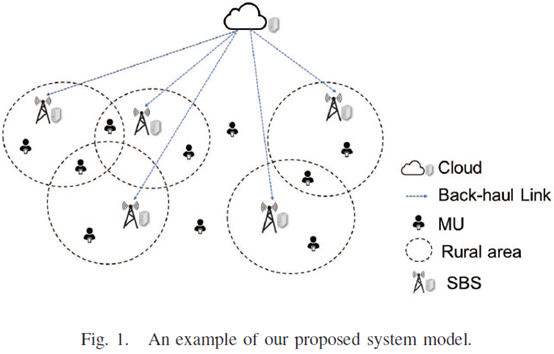 Cloud
Back-haul Link
MU
Rural area
SBS
Fig. 1. An example of our proposed system model.